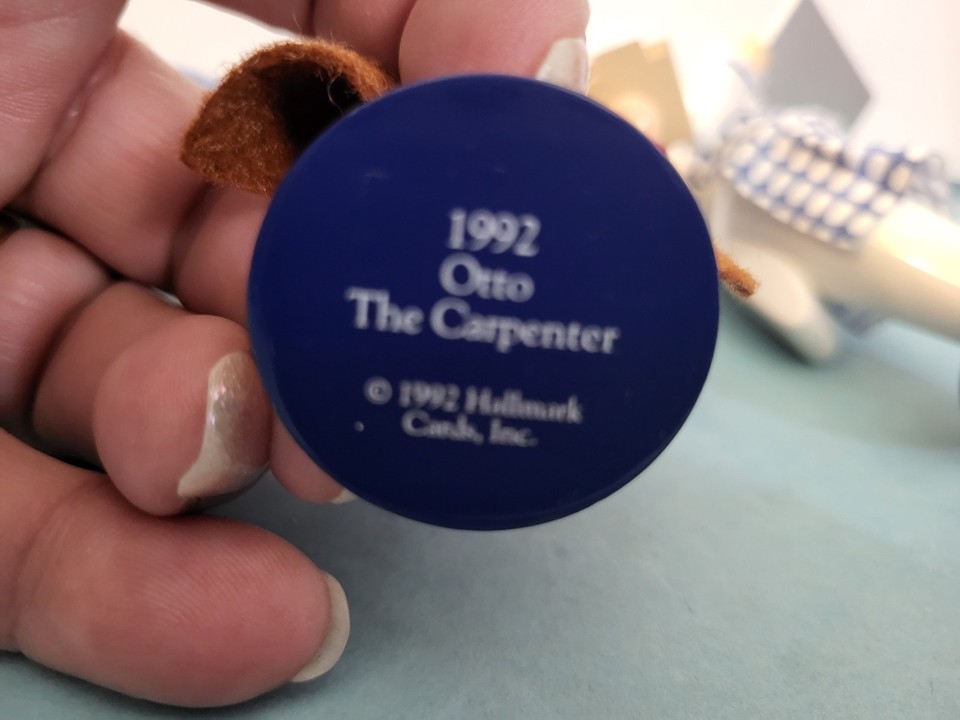 1992
Otto
The Carpenter
© 1992 Hallmark
Cards, Inc.